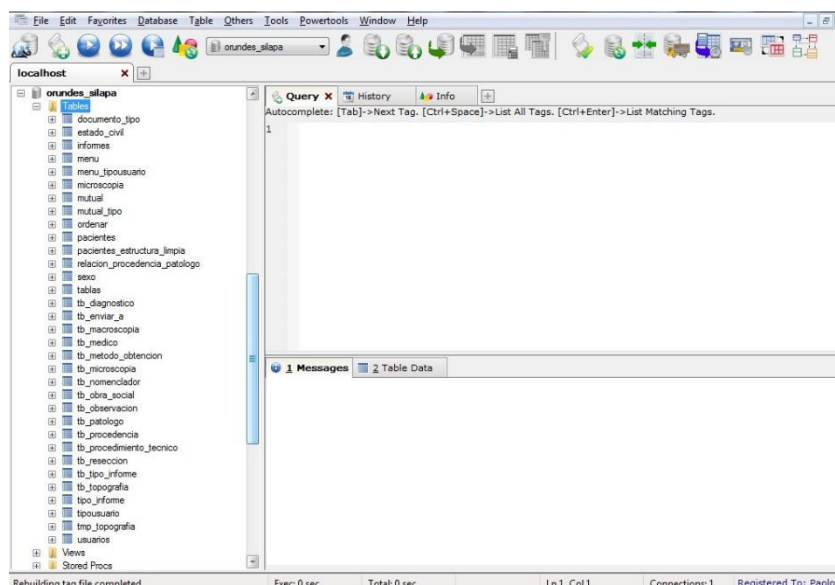 File Edit Favorites Database Table Others Tools Powertools Window Help
orundes_silapa
localhost
orundes_silapa
Tables
documento_tipo
estado_civil
informes
menu
menu_tipousuario
microscopia
mutual
mutual_tipo
ordenar
pacientes
pacientes_estructura_limpia
relacion_procedencia_patologo
sexo
tablas
tb_diagnostico
tb_enviar_a
tb_macroscopia
tb_medico
tb_metodo_obtencion
tb_microscopia
tb_nomenclador
tb_obra_social
tb_observacion
tb_patologo
tb_procedencia
tb_procedimiento_tecnico
tb_reseccion
tb_tipo_informe
tb_topografia
tipo_informe
tipousuario
tmp_topografia
usuarios
Views
Stored Procs
Query History Info
Autocomplete: [Tab]->Next Tag. [Ctrl+Space]->List All Tags. [Ctrl+Enter]->List Matching Tags.
1
1 Messages 2 Table Data
Rebuilding tag file completed Exec: 0 sec Total: 0 sec Ln 1, Col 1 Connections: 1 Registered To: Paolo